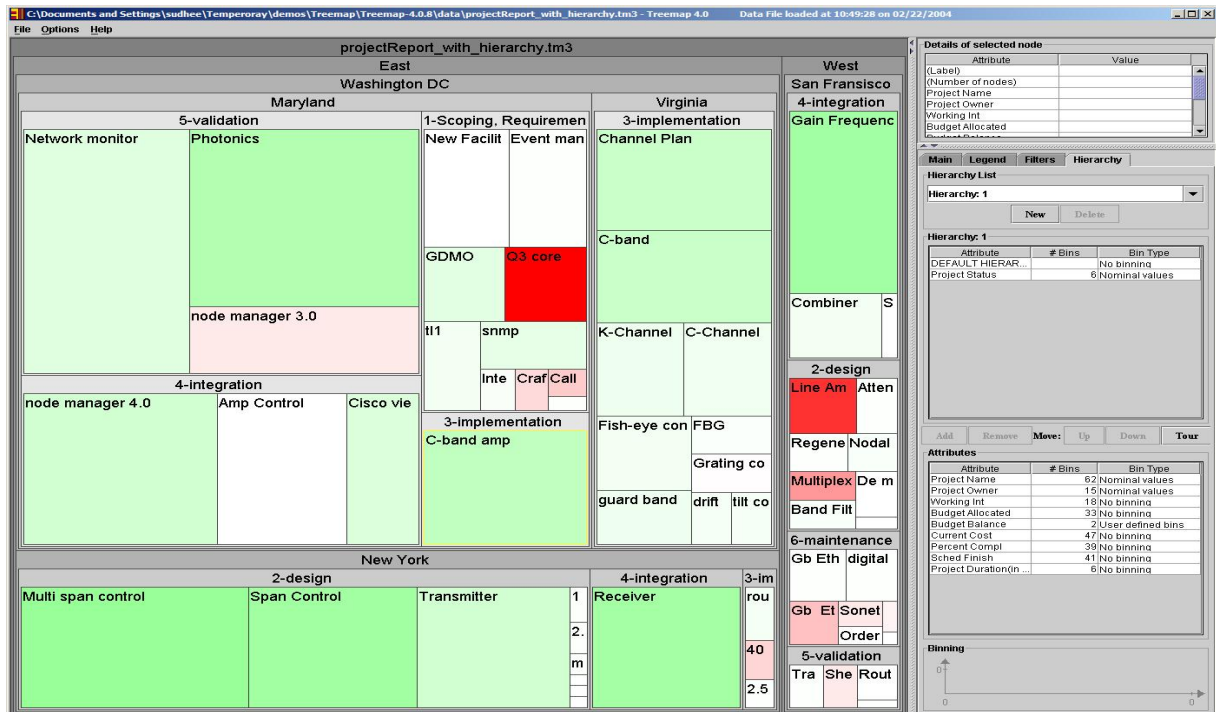 C:\Documents and Settings\sudhee\Temperoray\demos\Treemap\Treemap-4.0.8\data\projectReport_with_hierarchy.tm3 - Treemap 4.0 Data File loaded at 10:49:28 on 02/22/2004
File Options Help
projectReport_with_hierarchy.tm3
East
Washington DC
Maryland
5-validation
Network monitor
Photonics
node manager 3.0
4-integration
node manager 4.0
Amp Control
Cisco vie
1-Scoping, Requiremen
New Facilit
Event man
GDMO
Q3 core
tl1
snmp
Inte
Craf
Call
3-implementation
C-band amp
Virginia
3-implementation
Channel Plan
C-band
K-Channel
C-Channel
Fish-eye con
FBG
Grating co
guard band
drift
tilt co
New York
2-design
Multi span control
Span Control
Transmitter
1
2.
m
4-integration
Receiver
3-im
rou
40
2.5
West
San Fransisco
4-integration
Gain Frequenc
Combiner
S
2-design
Line Am
Atten
Regene
Nodal
Multiplex
De m
Band Filt
6-maintenance
Gb Eth
digital
Gb Et
Sonet
Order
5-validation
Tra
She
Rout
Details of selected node
Attribute Value
(Label)
(Number of nodes)
Project Name
Project Owner
Working Int
Budget Allocated
Budget Balance
Main Legend Filters Hierarchy
Hierarchy List
Hierarchy: 1
New Delete
Hierarchy: 1
Attribute # Bins Bin Type
DEFAULT HIERAR... No binning
Project Status 6 Nominal values
Add Remove Move: Up Down Tour
Attributes
Attribute # Bins Bin Type
Project Name 62 Nominal values
Project Owner 15 Nominal values
Working Int 18 No binning
Budget Allocated 33 No binning
Budget Balance 2 User defined bins
Current Cost 47 No binning
Percent Compl 39 No binning
Sched Finish 41 No binning
Project Duration(in ... 6 No binning
Binning
0
0 0